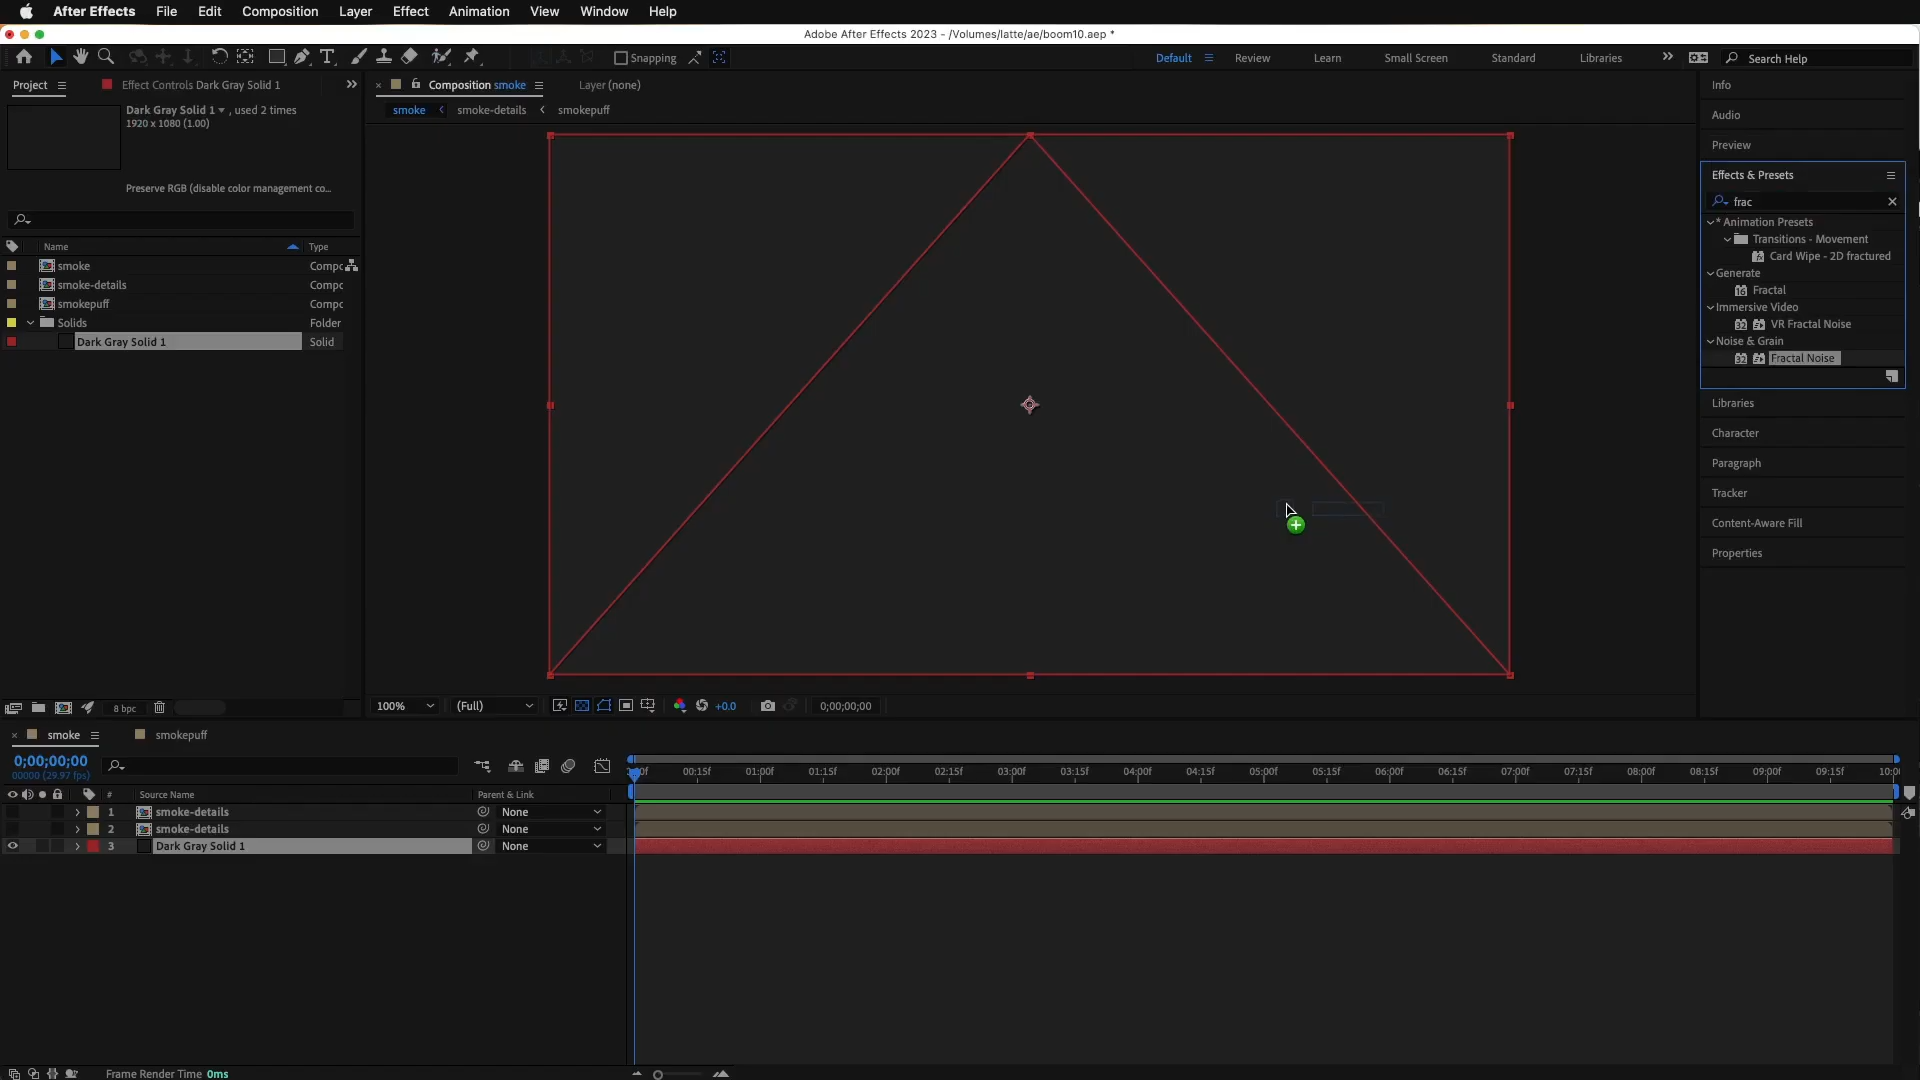 After Effects File Edit Composition Layer Effect Animation View Window Help
Adobe After Effects 2023 - /Volumes/latte/ae/boom10.aep *
Snapping
Default Review Learn Small Screen Standard Libraries Search Help
Project Effect Controls Dark Gray Solid 1
Composition smoke Layer (none)
smoke smoke-details smokepuff
Dark Gray Solid 1 , used 2 times
1920 x 1080 (1.00)
Preserve RGB (disable color management co...
Name Type
smoke Compc
smoke-details Compc
smokepuff Compc
Solids Folder
Dark Gray Solid 1 Solid
8 bpc
100% (Full) +0.0 0;00;00;00
Info
Audio
Preview
Effects & Presets
frac
* Animation Presets
Transitions - Movement
Card Wipe - 2D fractured
Generate
Fractal
Immersive Video
VR Fractal Noise
Noise & Grain
Fractal Noise
Libraries
Character
Paragraph
Tracker
Content-Aware Fill
Properties
smoke smokepuff
0;00;00;00
00000 (29.97 fps)
00:15f 01:00f 01:15f 02:00f 02:15f 03:00f 03:15f 04:00f 04:15f 05:00f 05:15f 06:00f 06:15f 07:00f 07:15f 08:00f 08:15f 09:00f 09:15f
# Source Name Parent & Link
1 smoke-details None
2 smoke-details None
3 Dark Gray Solid 1 None
Frame Render Time 0ms